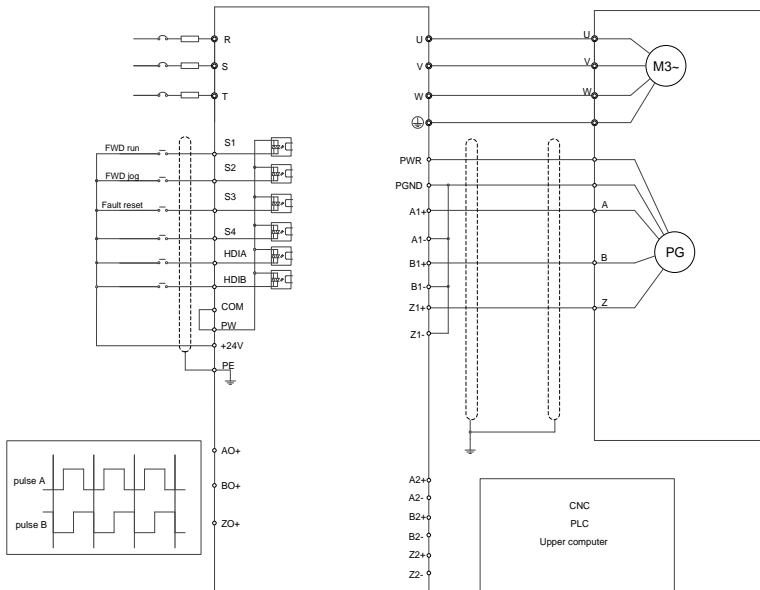 R
S
T
FWD run
FWD jog
Fault reset
S1
S2
S3
S4
HDIA
HDIB
COM
PW
+24V
PE
AO+
BO+
ZO+
pulse A
pulse B
U
V
W
PWR
PGND
A1+
A1-
B1+
B1-
Z1+
Z1-
A2+
A2-
B2+
B2-
Z2+
Z2-
U
V
W
M3~
A
B
Z
PG
CNC
PLC
Upper computer